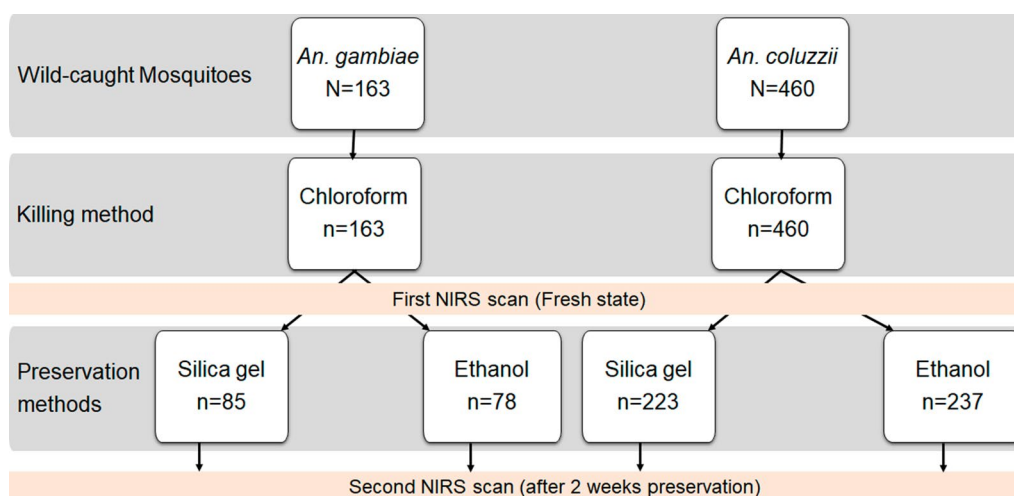 Wild-caught Mosquitoes
An. gambiae
N=163
An. coluzzii
N=460
Killing method
Chloroform
n=163
Chloroform
n=460
First NIRS scan (Fresh state)
Preservation
methods
Silica gel
n=85
Ethanol
n=78
Silica gel
n=223
Ethanol
n=237
Second NIRS scan (after 2 weeks preservation)